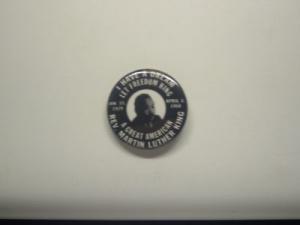 I HAVE A DREAM
LET FREEDOM RING
JAN. 15, 1929
APRIL 4 1968
A GREAT AMERICAN
REV. MARTIN LUTHER KING